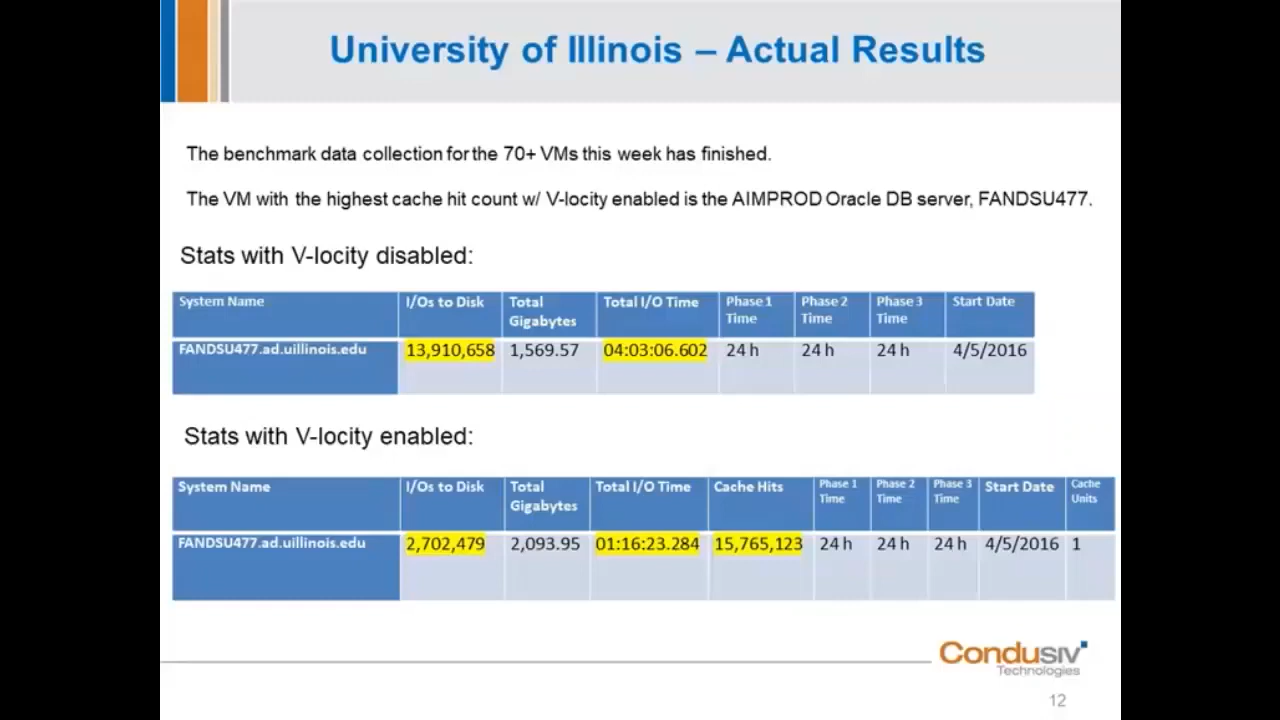 University of Illinois – Actual Results
The benchmark data collection for the 70+ VMs this week has finished.
The VM with the highest cache hit count w/ V-locity enabled is the AIMPROD Oracle DB server, FANDSU477.
Stats with V-locity disabled:
System Name I/Os to Disk Total Gigabytes Total I/O Time Phase 1 Time Phase 2 Time Phase 3 Time Start Date
FANDSU477.ad.uillinois.edu 13,910,658 1,569.57 04:03:06.602 24 h 24 h 24 h 4/5/2016
Stats with V-locity enabled:
System Name I/Os to Disk Total Gigabytes Total I/O Time Cache Hits Phase 1 Time Phase 2 Time Phase 3 Time Start Date Cache Units
FANDSU477.ad.uillinois.edu 2,702,479 2,093.95 01:16:23.284 15,765,123 24 h 24 h 24 h 4/5/2016 1
Condusiv
Technologies
12